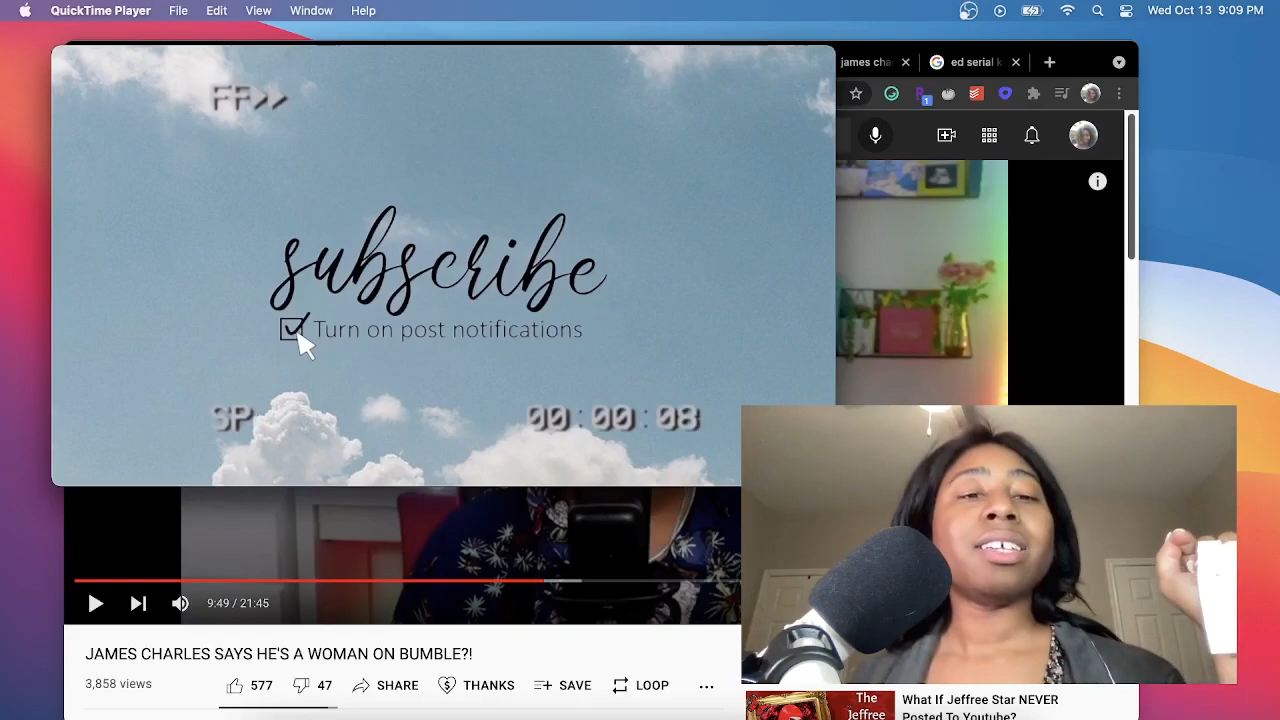 QuickTime Player File Edit View Window Help Wed Oct 13 9:09 PM
james cha
ed serial k
1
FF>>
subscribe
Turn on post notifications
SP 00:00:08
9:49 / 21:45
JAMES CHARLES SAYS HE'S A WOMAN ON BUMBLE?!
3,858 views 577 47 SHARE THANKS SAVE LOOP
The
Jeffree
What If Jeffree Star NEVER
Posted To Youtube?